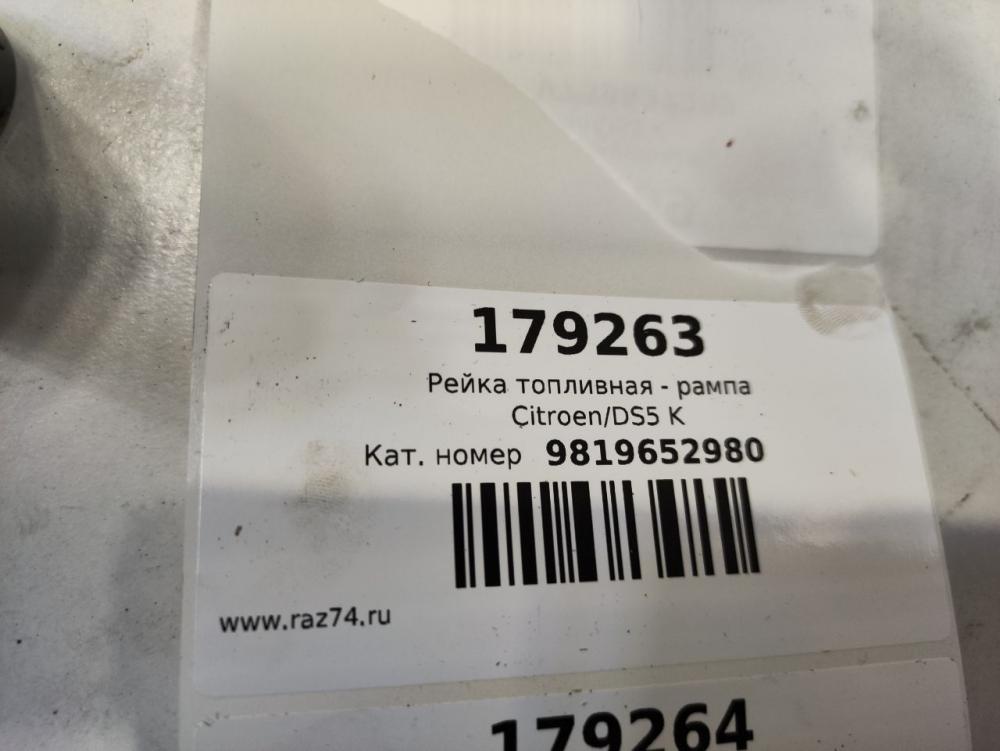 179263
Рейка топливная - рампа
Citroen/DS5 K
Кат. номер 9819652980
www.raz74.ru
179264